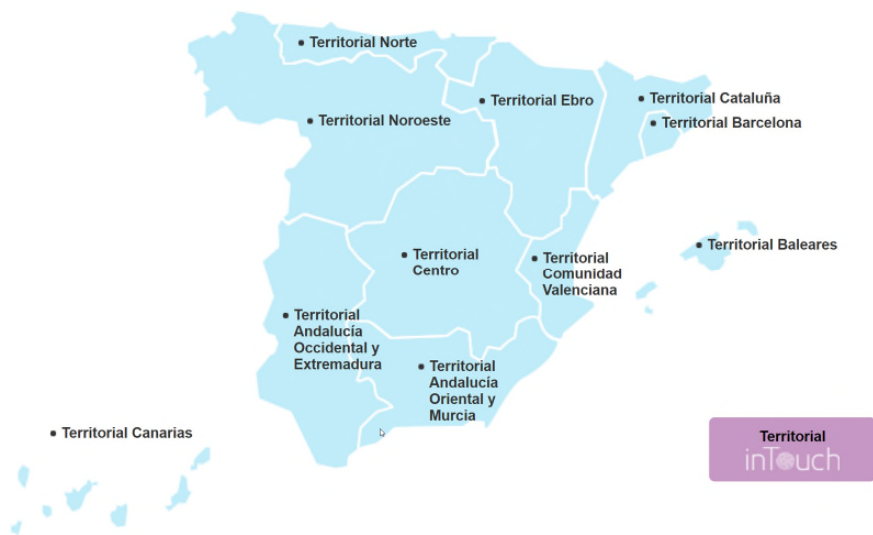 Territorial Norte
Territorial Ebro
Territorial Cataluña
Territorial Noroeste
Territorial Barcelona
Territorial Baleares
Territorial
Centro
Territorial
Comunidad
Valenciana
Territorial
Andalucía
Occidental y
Extremadura
Territorial
Andalucía
Oriental y
Murcia
Territorial Canarias
Territorial
inTouch